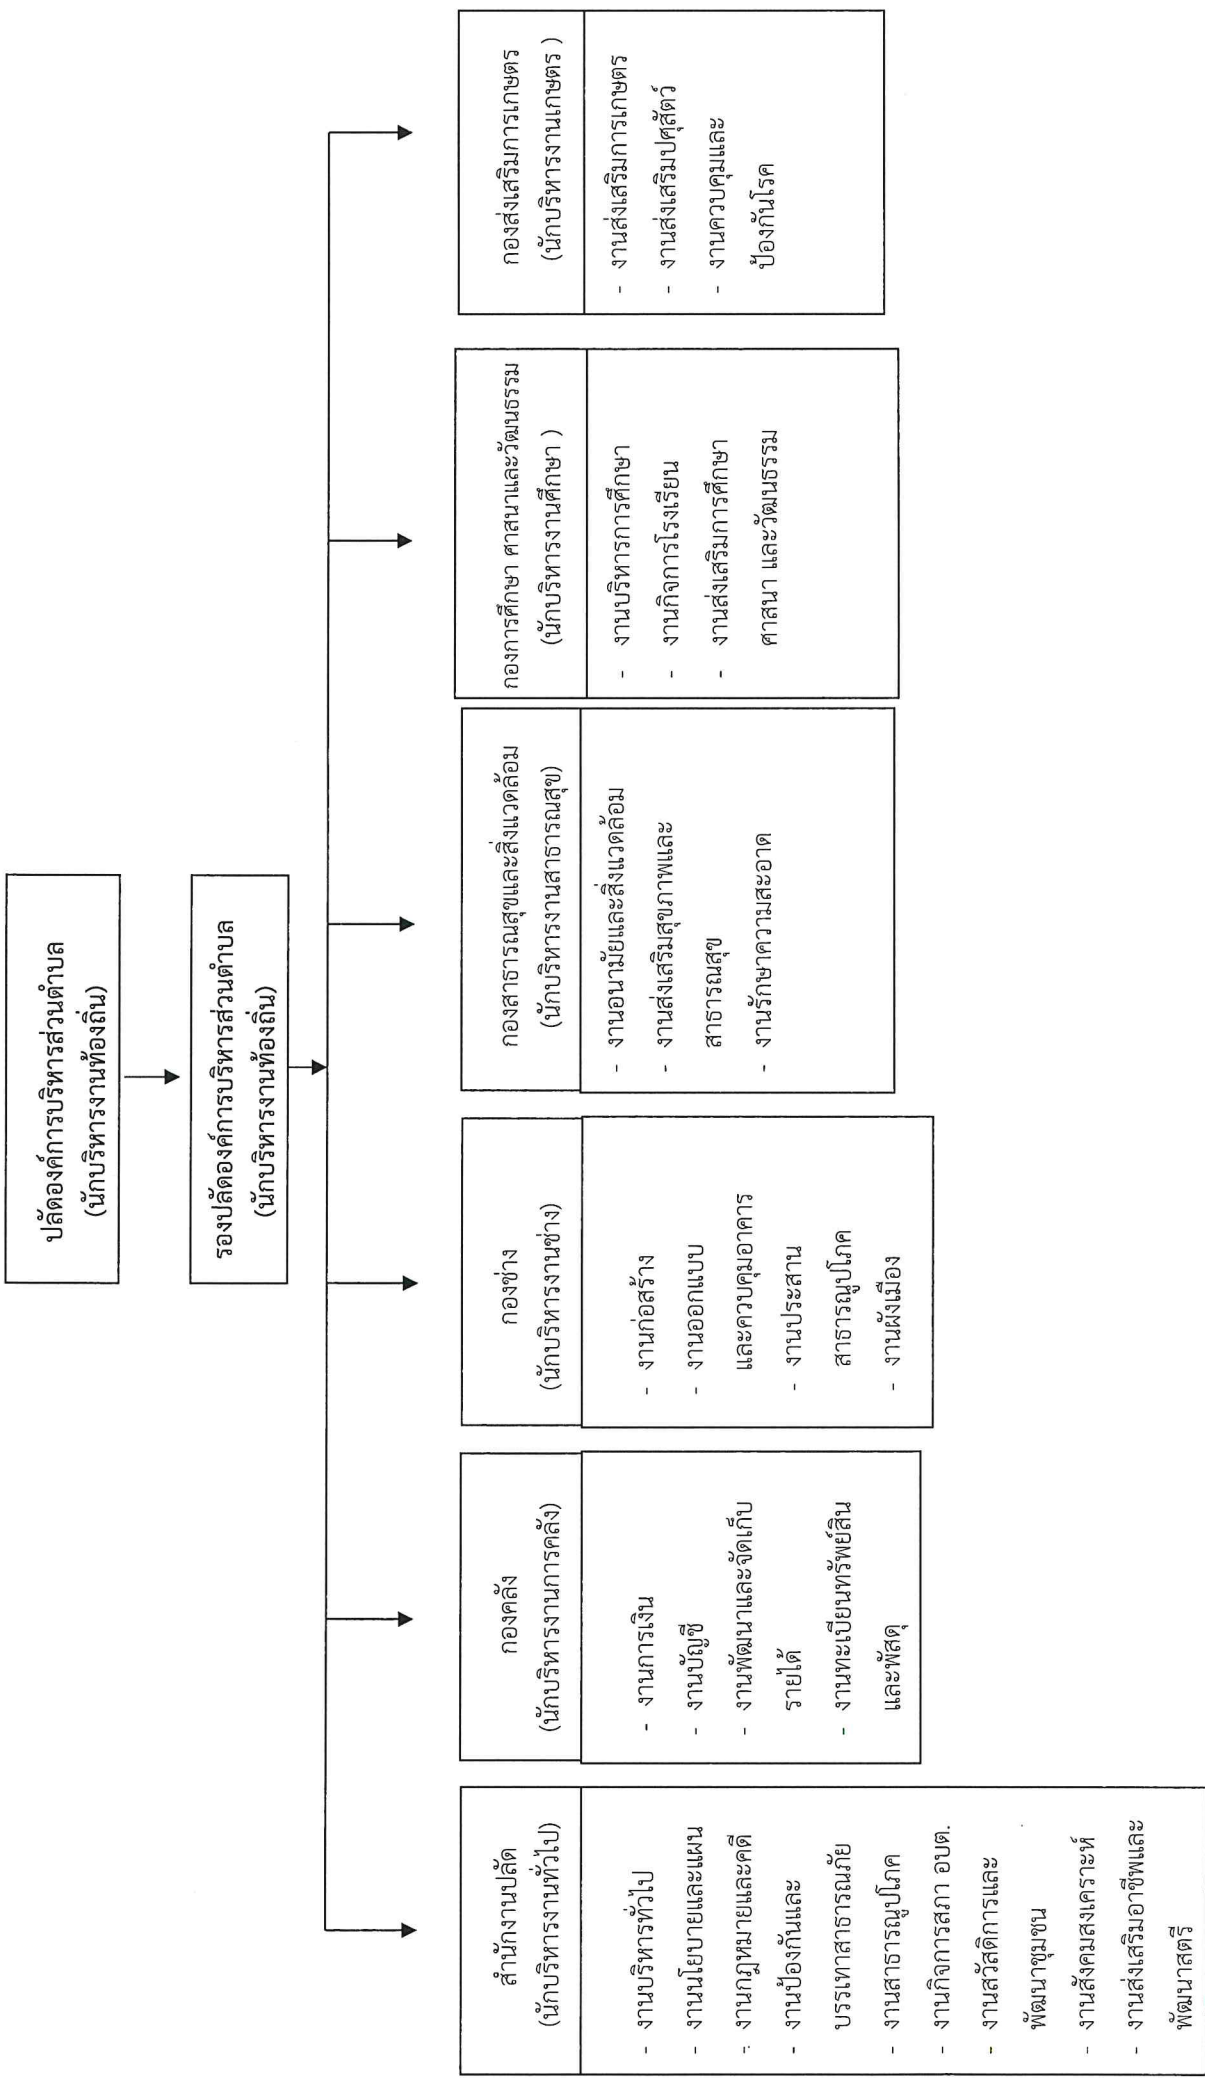 ปลัดองค์การบริหารส่วนตำบล
(นักบริหารงานท้องถิ่น)
รองปลัดองค์การบริหารส่วนตำบล
(นักบริหารงานท้องถิ่น)
สำนักงานปลัด
(นักบริหารงานทั่วไป)
- งานบริหารทั่วไป
- งานนโยบายและแผน
- งานกฎหมายและคดี
- งานป้องกันและ
บรรเทาสาธารณภัย
- งานสาธารณูปโภค
- งานกิจการสภา อบต.
- งานสวัสดิการและ
พัฒนาชุมชน
- งานสังคมสงเคราะห์
- งานส่งเสริมอาชีพและ
พัฒนาสตรี
กองคลัง
(นักบริหารงานการคลัง)
- งานการเงิน
- งานบัญชี
- งานพัฒนาและจัดเก็บ
รายได้
- งานทะเบียนทรัพย์สิน
และพัสดุ
กองช่าง
(นักบริหารงานช่าง)
- งานก่อสร้าง
- งานออกแบบ
และควบคุมอาคาร
- งานประสาน
สาธารณูปโภค
- งานผังเมือง
กองสาธารณสุขและสิ่งแวดล้อม
(นักบริหารงานสาธารณสุข)
- งานอนามัยและสิ่งแวดล้อม
- งานส่งเสริมสุขภาพและ
สาธารณสุข
- งานรักษาความสะอาด
กองการศึกษา ศาสนาและวัฒนธรรม
(นักบริหารงานศึกษา )
- งานบริหารการศึกษา
- งานกิจการโรงเรียน
- งานส่งเสริมการศึกษา
ศาสนา และวัฒนธรรม
กองส่งเสริมการเกษตร
(นักบริหารงานเกษตร )
- งานส่งเสริมการเกษตร
- งานส่งเสริมปศุสัตว์
- งานควบคุมและ
ป้องกันโรค